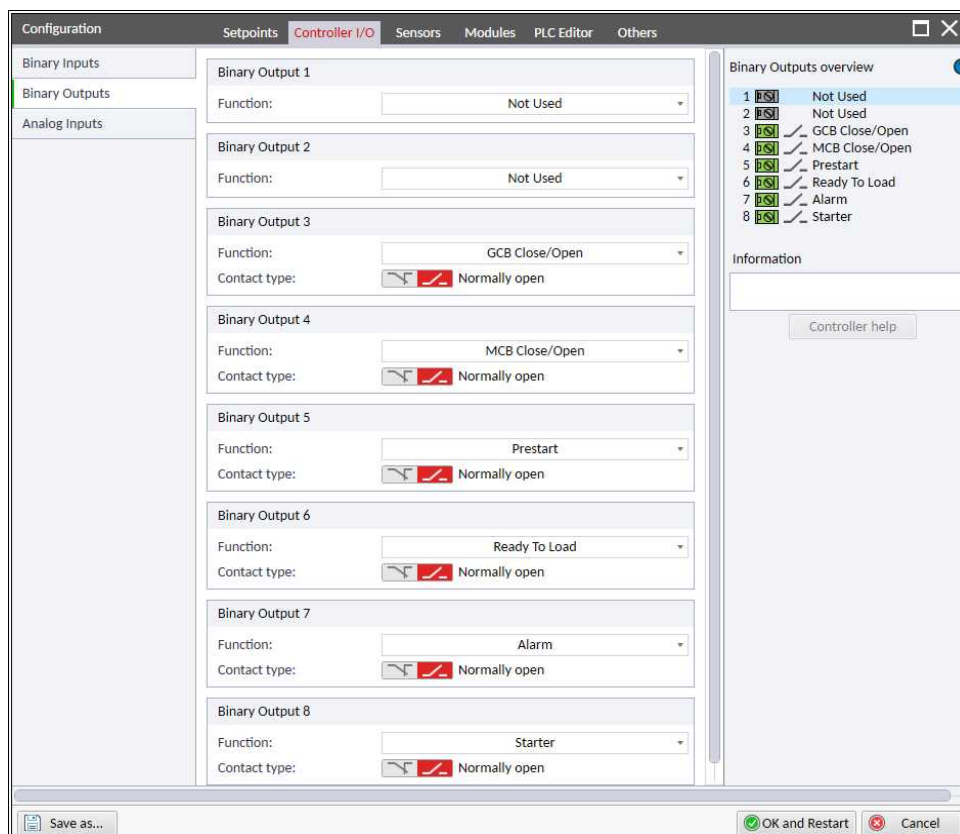 Configuration
Setpoints Controller I/O Sensors Modules PLC Editor Others
Binary Inputs
Binary Outputs
Analog Inputs
Binary Output 1
Function: Not Used
Binary Output 2
Function: Not Used
Binary Output 3
Function: GCB Close/Open
Contact type: Normally open
Binary Output 4
Function: MCB Close/Open
Contact type: Normally open
Binary Output 5
Function: Prestart
Contact type: Normally open
Binary Output 6
Function: Ready To Load
Contact type: Normally open
Binary Output 7
Function: Alarm
Contact type: Normally open
Binary Output 8
Function: Starter
Contact type: Normally open
Binary Outputs overview
1 Not Used
2 Not Used
3 GCB Close/Open
4 MCB Close/Open
5 Prestart
6 Ready To Load
7 Alarm
8 Starter
Information
Controller help
Save as...
OK and Restart
Cancel